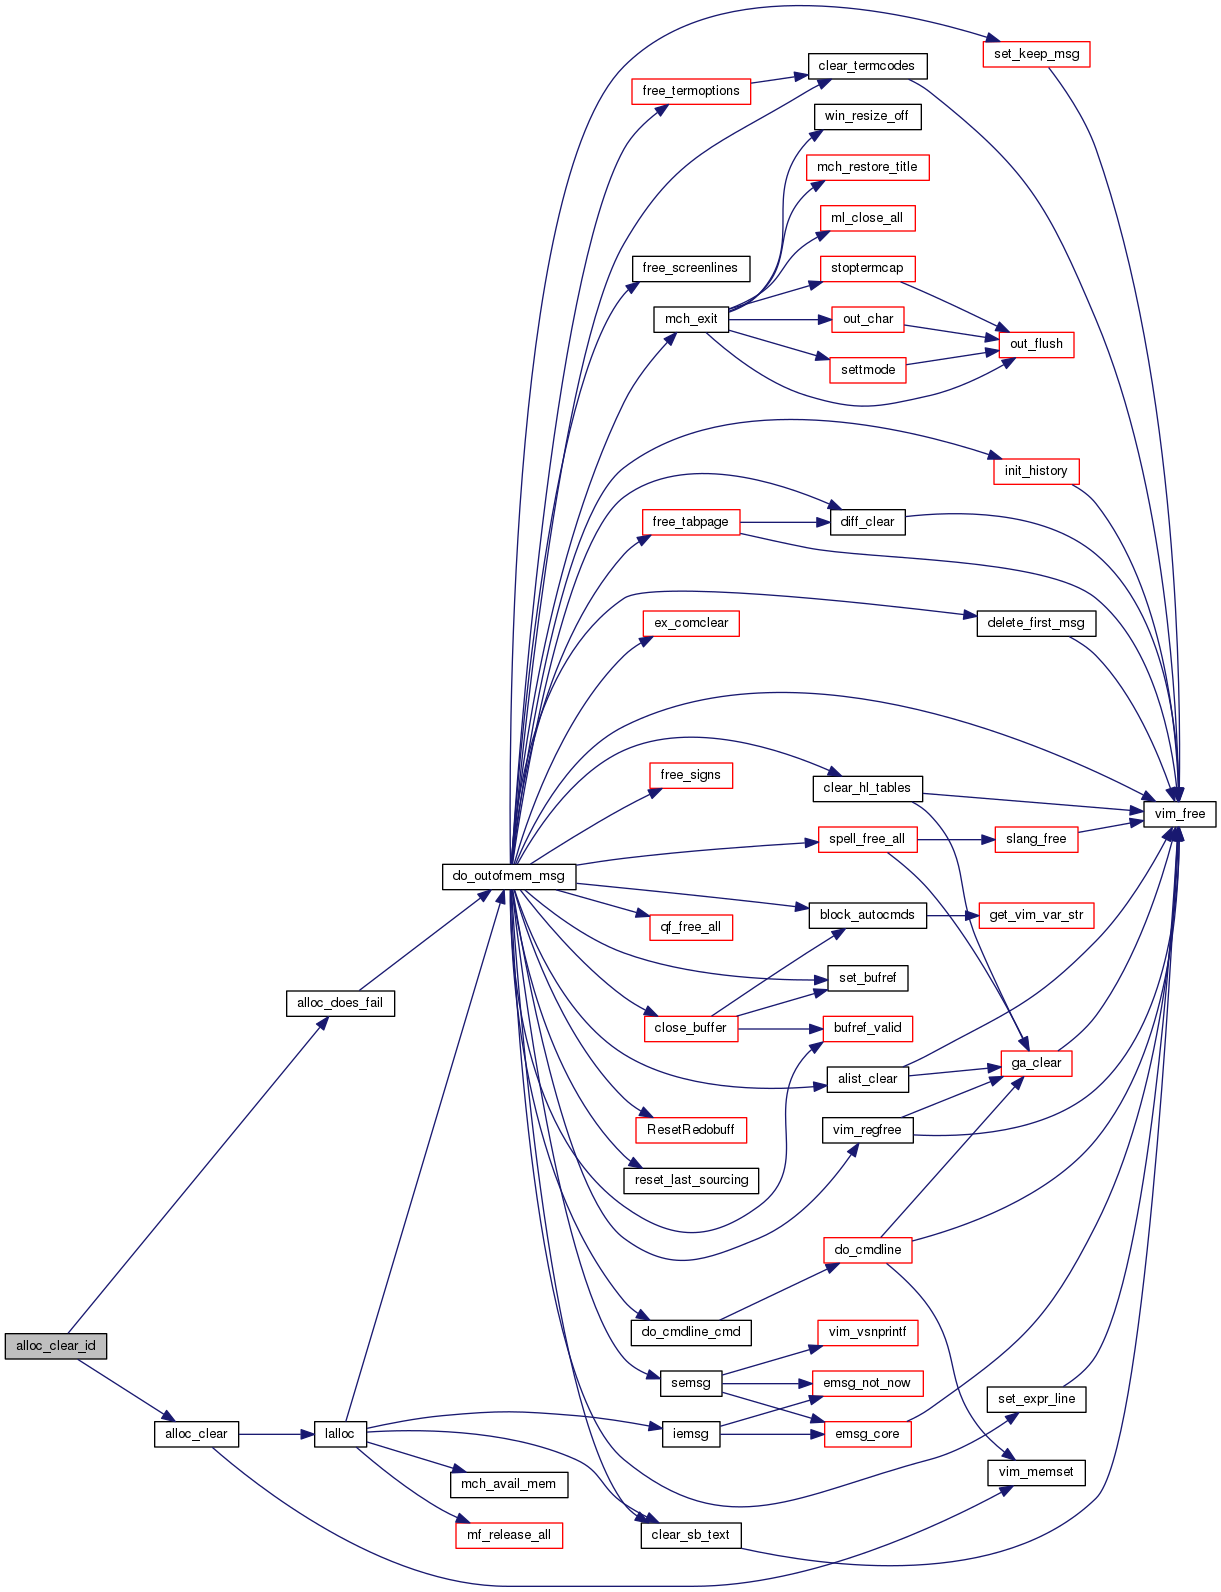 set_keep_msg
clear_termcodes
free_termoptions
win_resize_off
mch_restore_title
ml_close_all
free_screenlines
stoptermcap
mch_exit
out_char
out_flush
settmode
init_history
free_tabpage
diff_clear
ex_comclear
delete_first_msg
free_signs
clear_hl_tables
vim_free
spell_free_all
slang_free
do_outofmem_msg
block_autocmds
get_vim_var_str
qf_free_all
set_bufref
alloc_does_fail
close_buffer
bufref_valid
ga_clear
alist_clear
ResetRedobuff
vim_regfree
reset_last_sourcing
do_cmdline
do_cmdline_cmd
vim_vsnprintf
alloc_clear_id
semsg
emsg_not_now
set_expr_line
alloc_clear
lalloc
iemsg
emsg_core
mch_avail_mem
vim_memset
mf_release_all
clear_sb_text